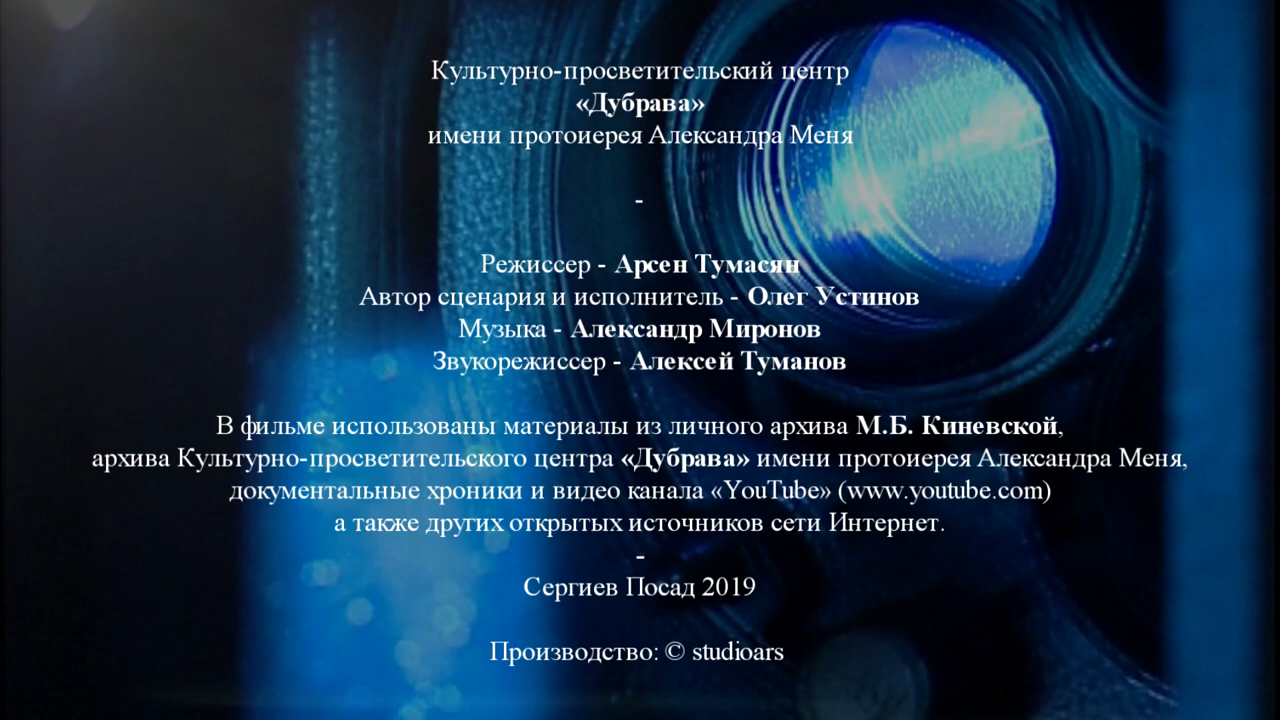 Культурно-просветительский центр
«Дубрава»
имени протоиерея Александра Меня
-
Режиссер - Арсен Тумасян
Автор сценария и исполнитель - Олег Устинов
Музыка - Александр Миронов
Звукорежиссер - Алексей Туманов
В фильме использованы материалы из личного архива М.Б. Киневской,
архива Культурно-просветительского центра «Дубрава» имени протоиерея Александра Меня,
документальные хроники и видео канала «YouTube» (www.youtube.com)
а также других открытых источников сети Интернет.
-
Сергиев Посад 2019
Производство: © studioars